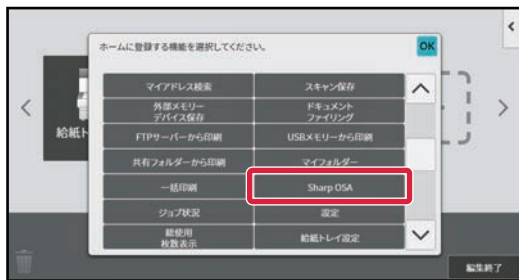 ホームに登録する機能を選択してください。
OK
マイアドレス検索
スキャン保存
外部メモリー
デバイス保存
ドキュメント
ファイリング
FTPサーバーから印刷
USBメモリーから印刷
共有フォルダーから印刷
マイフォルダー
一括印刷
Sharp OSA
ジョブ状況
設定
総使用
枚数表示
給紙トレイ設定
給紙ト
編集終了